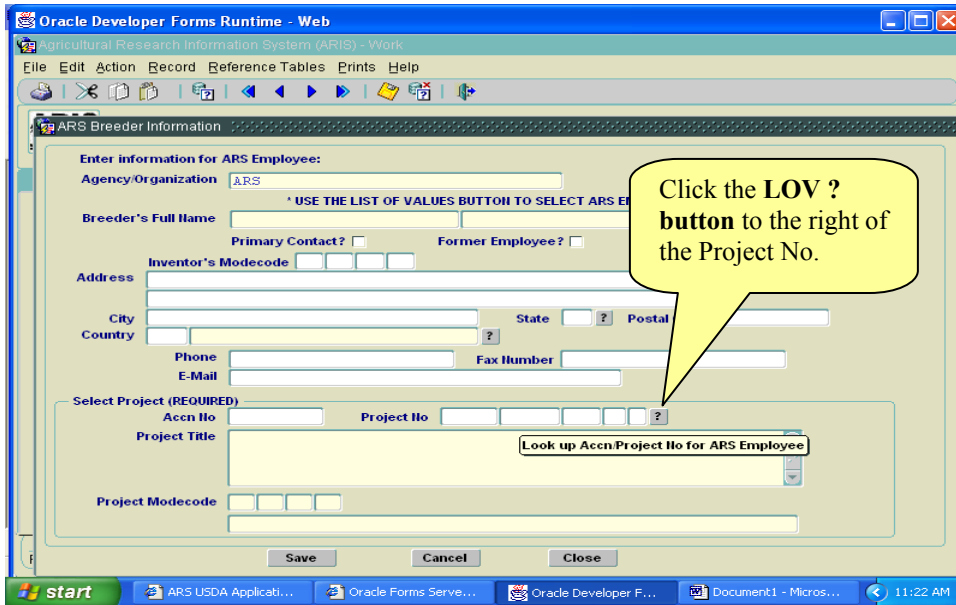 Oracle Developer Forms Runtime - Web
Agricultural Research Information System (ARIS) - Work
File Edit Action Record Reference Tables Prints Help
ARS Breeder Information
Enter information for ARS Employee:
Agency/Organization ARS
* USE THE LIST OF VALUES BUTTON TO SELECT ARS
Breeder's Full Name
Primary Contact? Former Employee?
Inventor's Modecode
Address
City State ? Postal
Country ?
Phone Fax Number
E-Mail
Select Project (REQUIRED)
Accn No Project No ?
Project Title
Look up Accn/Project No for ARS Employee
Project Modecode
Save Cancel Close
Click the LOV ?
button to the right of
the Project No.
start ARS USDA Applicati... Oracle Forms Serve... Oracle Developer F... Document1 - Micros... 11:22 AM